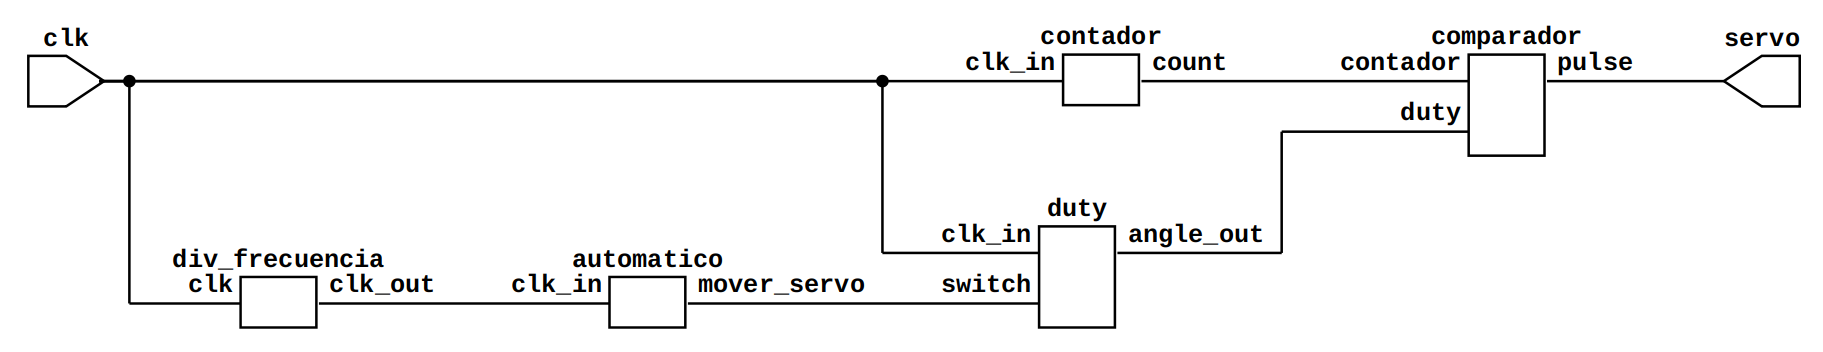 clk
contador
comparador
servo
clk_in
count
contador
pulse
duty
duty
clk_in
angle_out
div_frecuencia
automatico
clk
clk_out
clk_in
mover_servo
switch